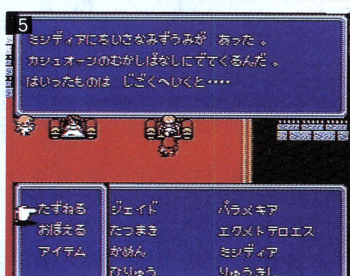 5
ミシディアにちいさなみずうみが あった。
カシュオーンのむかしばなしにでてくるんだ。
はいったものは じごくへいくと‥‥
たずねる ジェイド パラメキア
おぼえる たつまき エクメトテロエス
アイテム かめん ミシディア
ひりゅう りゅうきし